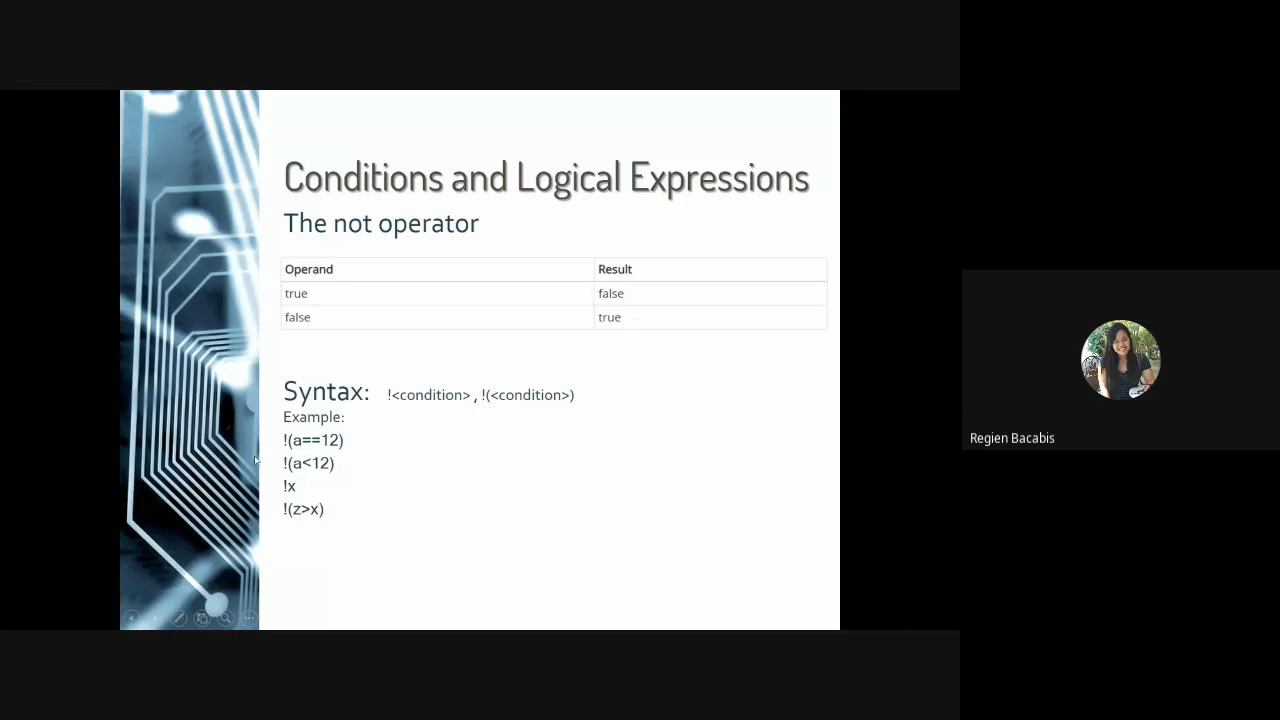 Conditions and Logical Expressions
The not operator
Operand Result
true false
false true
Syntax: !<condition> , !(<condition>)
Example:
!(a==12)
!(a<12)
!x
!(z>x)
Regien Bacabis